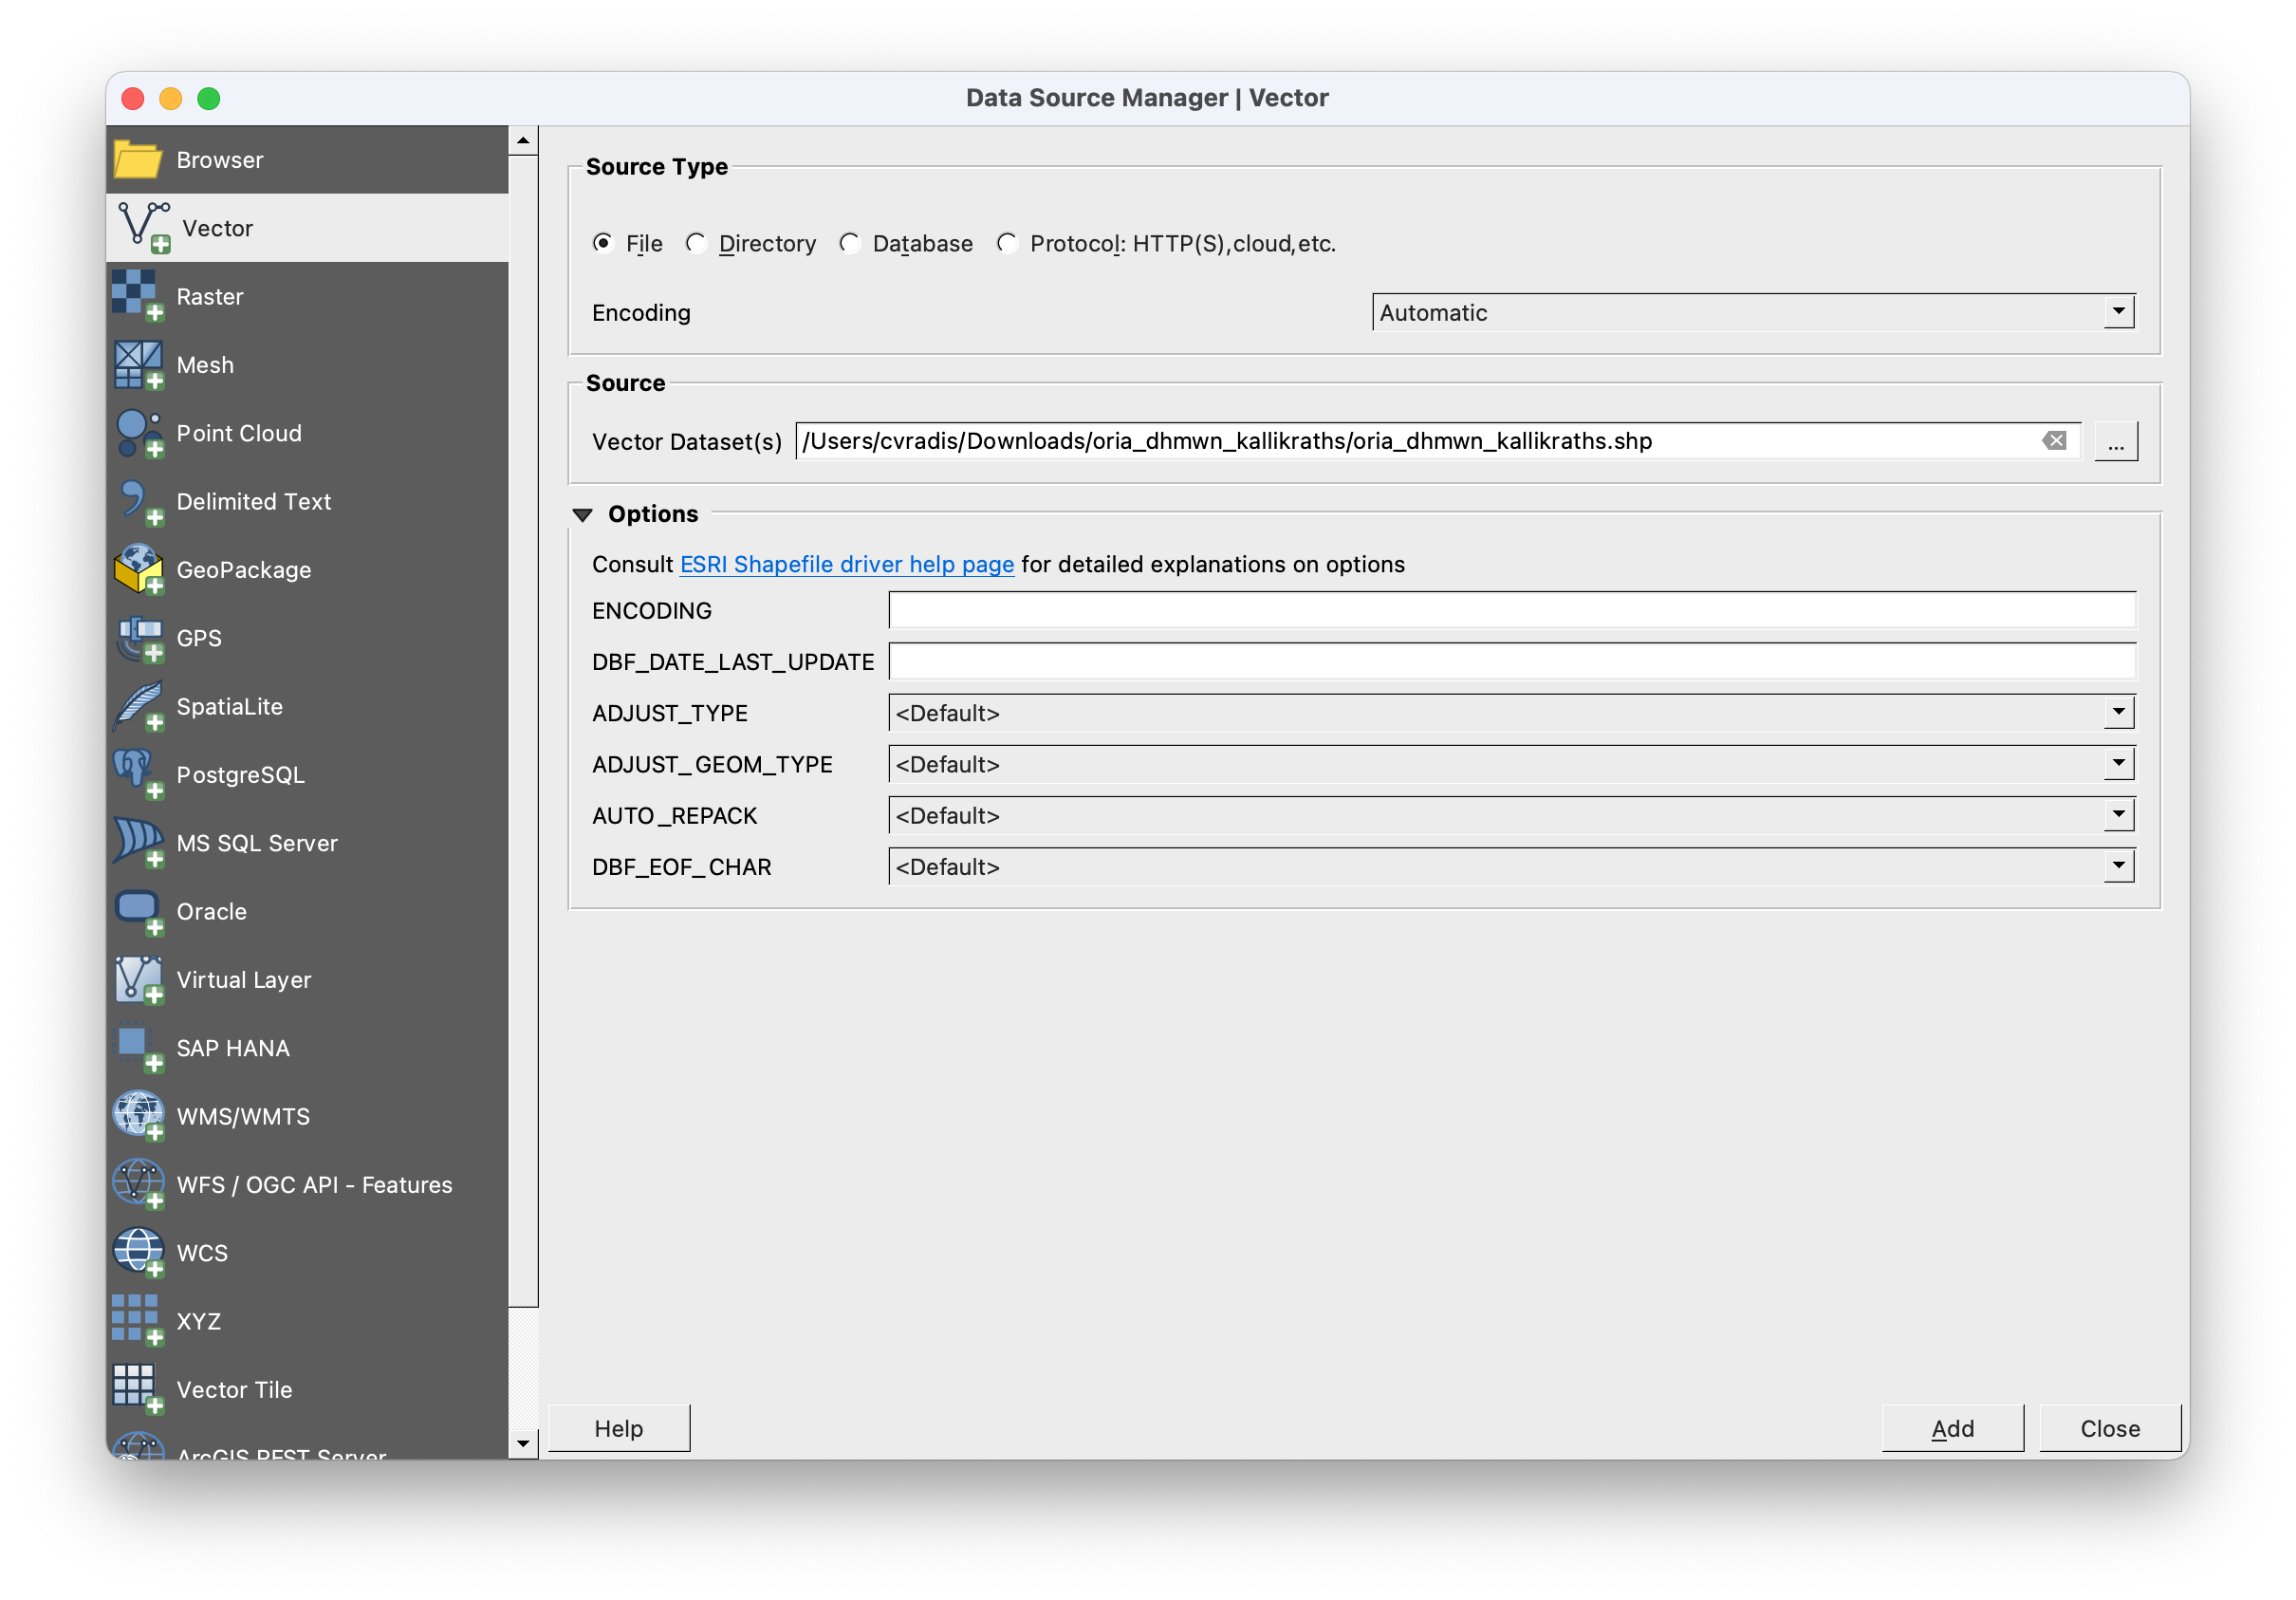 Data Source Manager | Vector
Browser
Vector
Raster
Mesh
Point Cloud
Delimited Text
GeoPackage
GPS
SpatiaLite
PostgreSQL
MS SQL Server
Oracle
Virtual Layer
SAP HANA
WMS/WMTS
WFS / OGC API - Features
WCS
XYZ
Vector Tile
ArcGIS REST Server
Source Type
File Directory Database Protocol: HTTP(S),cloud,etc.
Encoding Automatic
Source
Vector Dataset(s) /Users/cvradis/Downloads/oria_dhmwn_kallikraths/oria_dhmwn_kallikraths.shp ...
Options
Consult ESRI Shapefile driver help page for detailed explanations on options
ENCODING
DBF_DATE_LAST_UPDATE
ADJUST_TYPE <Default>
ADJUST_GEOM_TYPE <Default>
AUTO_REPACK <Default>
DBF_EOF_CHAR <Default>
Help Add Close